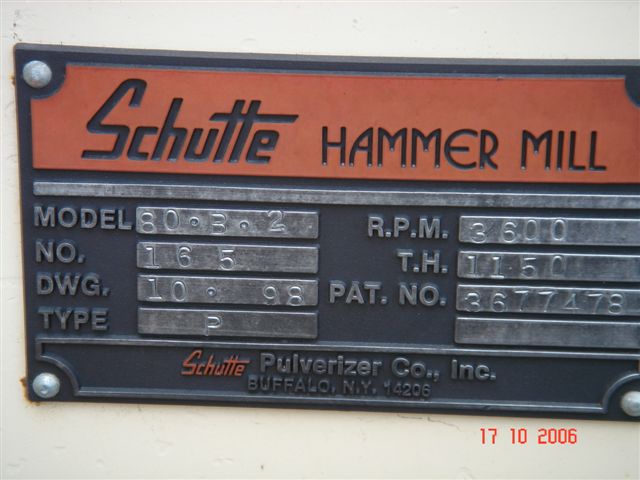 Schutte HAMMER MILL
MODEL 80·B·2 R.P.M. 3600
NO. 165 T.H. 1150
DWG. 10· 98 PAT. NO. 3677478
TYPE P
Schutte Pulverizer Co., Inc.
BUFFALO, N.Y. 14206
17 10 2006